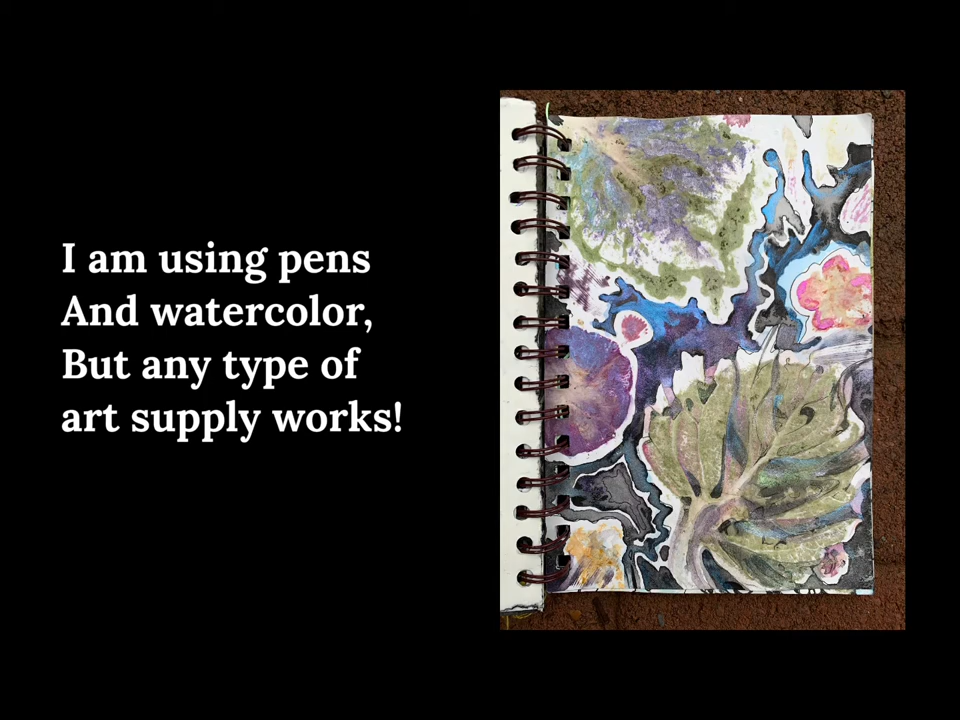 I am using pens
And watercolor,
But any type of
art supply works!